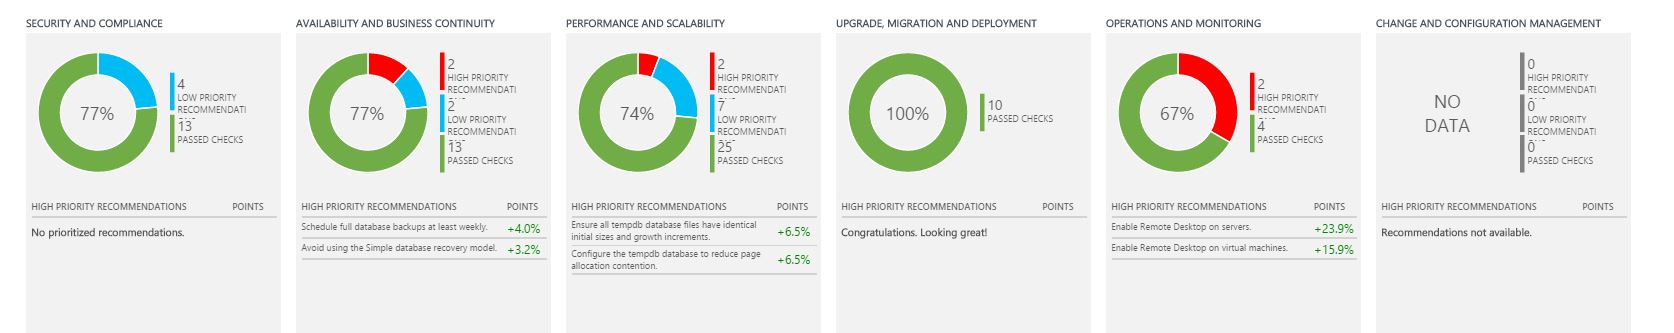 SECURITY AND COMPLIANCE
77%
4
LOW PRIORITY
RECOMMENDATI
13
PASSED CHECKS
HIGH PRIORITY RECOMMENDATIONS POINTS
No prioritized recommendations.
AVAILABILITY AND BUSINESS CONTINUITY
77%
2
HIGH PRIORITY
RECOMMENDATI
2
LOW PRIORITY
RECOMMENDATI
13
PASSED CHECKS
HIGH PRIORITY RECOMMENDATIONS POINTS
Schedule full database backups at least weekly. +4.0%
Avoid using the Simple database recovery model. +3.2%
PERFORMANCE AND SCALABILITY
74%
2
HIGH PRIORITY
RECOMMENDATI
7
LOW PRIORITY
RECOMMENDATI
25
PASSED CHECKS
HIGH PRIORITY RECOMMENDATIONS POINTS
Ensure all tempdb database files have identical
initial sizes and growth increments. +6.5%
Configure the tempdb database to reduce page
allocation contention. +6.5%
UPGRADE, MIGRATION AND DEPLOYMENT
100%
10
PASSED CHECKS
HIGH PRIORITY RECOMMENDATIONS POINTS
Congratulations. Looking great!
OPERATIONS AND MONITORING
67%
2
HIGH PRIORITY
RECOMMENDATI
4
PASSED CHECKS
HIGH PRIORITY RECOMMENDATIONS POINTS
Enable Remote Desktop on servers. +23.9%
Enable Remote Desktop on virtual machines. +15.9%
CHANGE AND CONFIGURATION MANAGEMENT
NO
DATA
0
HIGH PRIORITY
RECOMMENDATI
0
LOW PRIORITY
RECOMMENDATI
0
PASSED CHECKS
HIGH PRIORITY RECOMMENDATIONS POINTS
Recommendations not available.